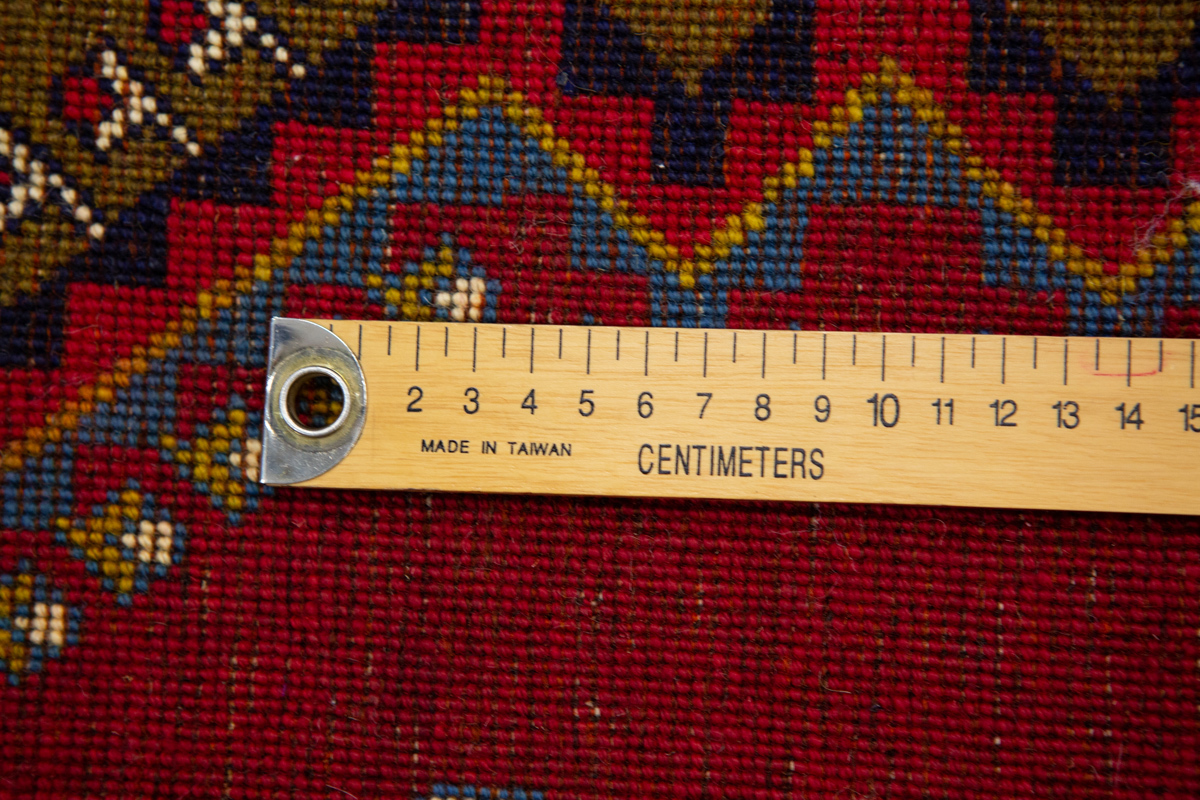 2 3 4 5 6 7 8 9 10 11 12 13 14 15
MADE IN TAIWAN CENTIMETERS